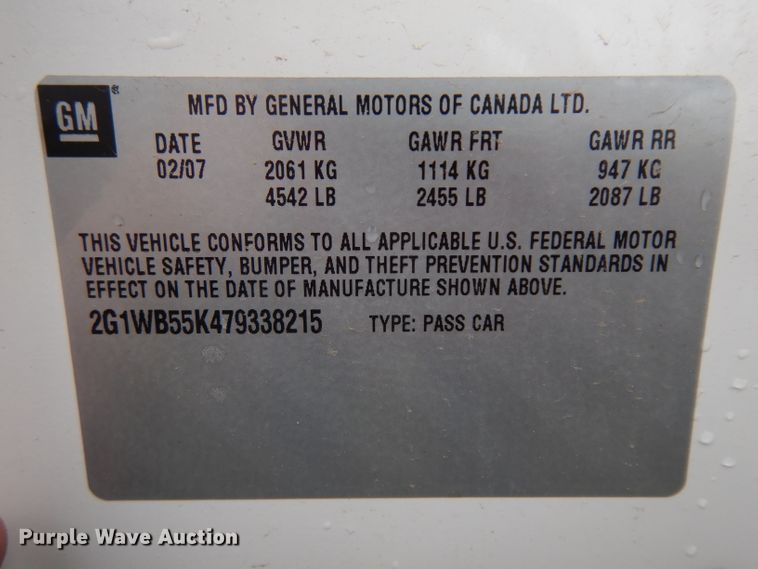 GM
MFD BY GENERAL MOTORS OF CANADA LTD.
DATE GVWR GAWR FRT GAWR RR
02/07 2061 KG 1114 KG 947 KG
4542 LB 2455 LB 2087 LB
THIS VEHICLE CONFORMS TO ALL APPLICABLE U.S. FEDERAL MOTOR
VEHICLE SAFETY, BUMPER, AND THEFT PREVENTION STANDARDS IN
EFFECT ON THE DATE OF MANUFACTURE SHOWN ABOVE.
2G1WB55K479338215 TYPE: PASS CAR
Purple Wave Auction